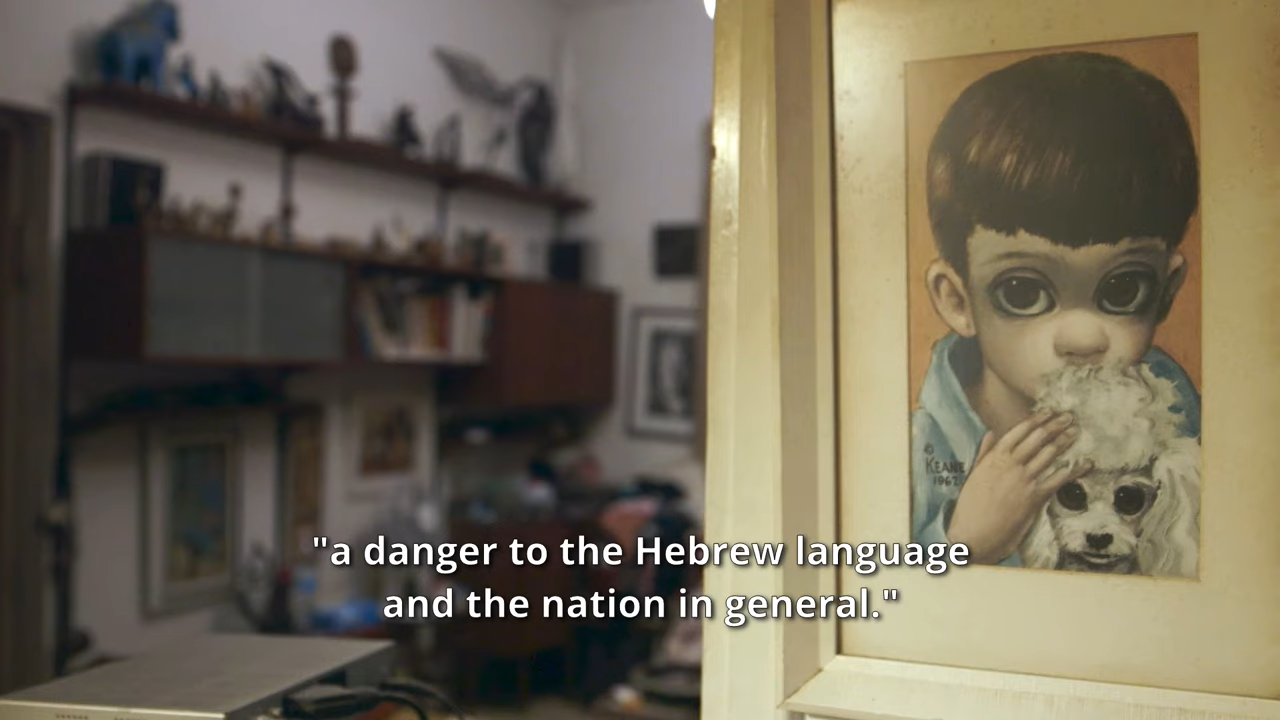 ©
KEANE
1962
"a danger to the Hebrew language
and the nation in general."